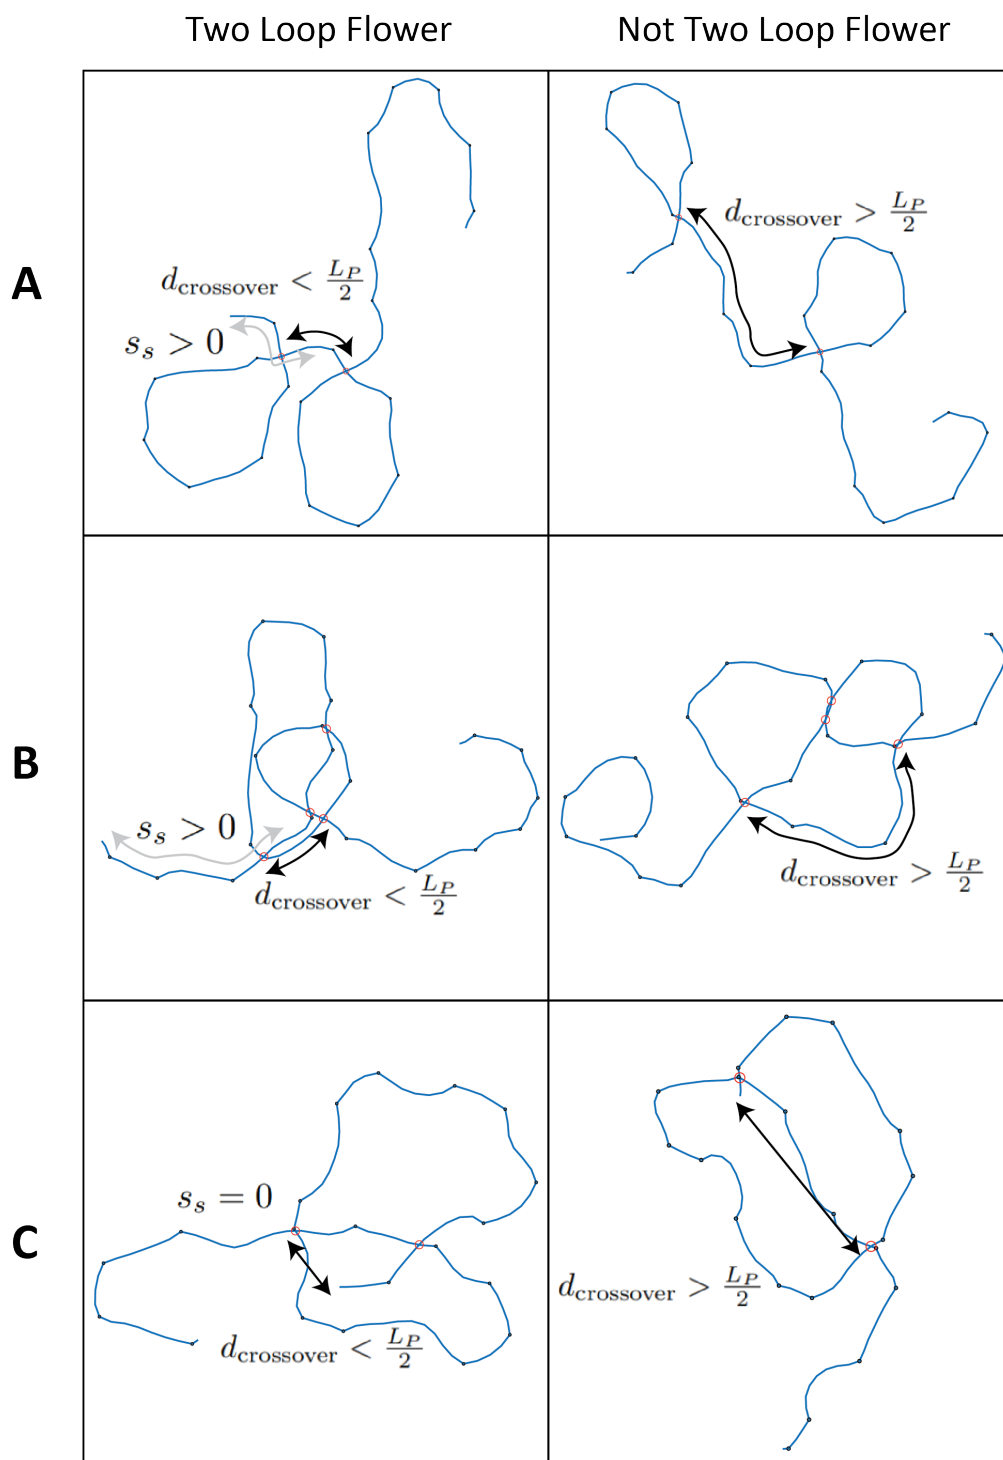 Two Loop Flower
Not Two Loop Flower
A
d_crossover < L_P/2
s_s > 0
d_crossover > L_P/2
B
s_s > 0
d_crossover < L_P/2
d_crossover > L_P/2
C
s_s = 0
d_crossover < L_P/2
d_crossover > L_P/2